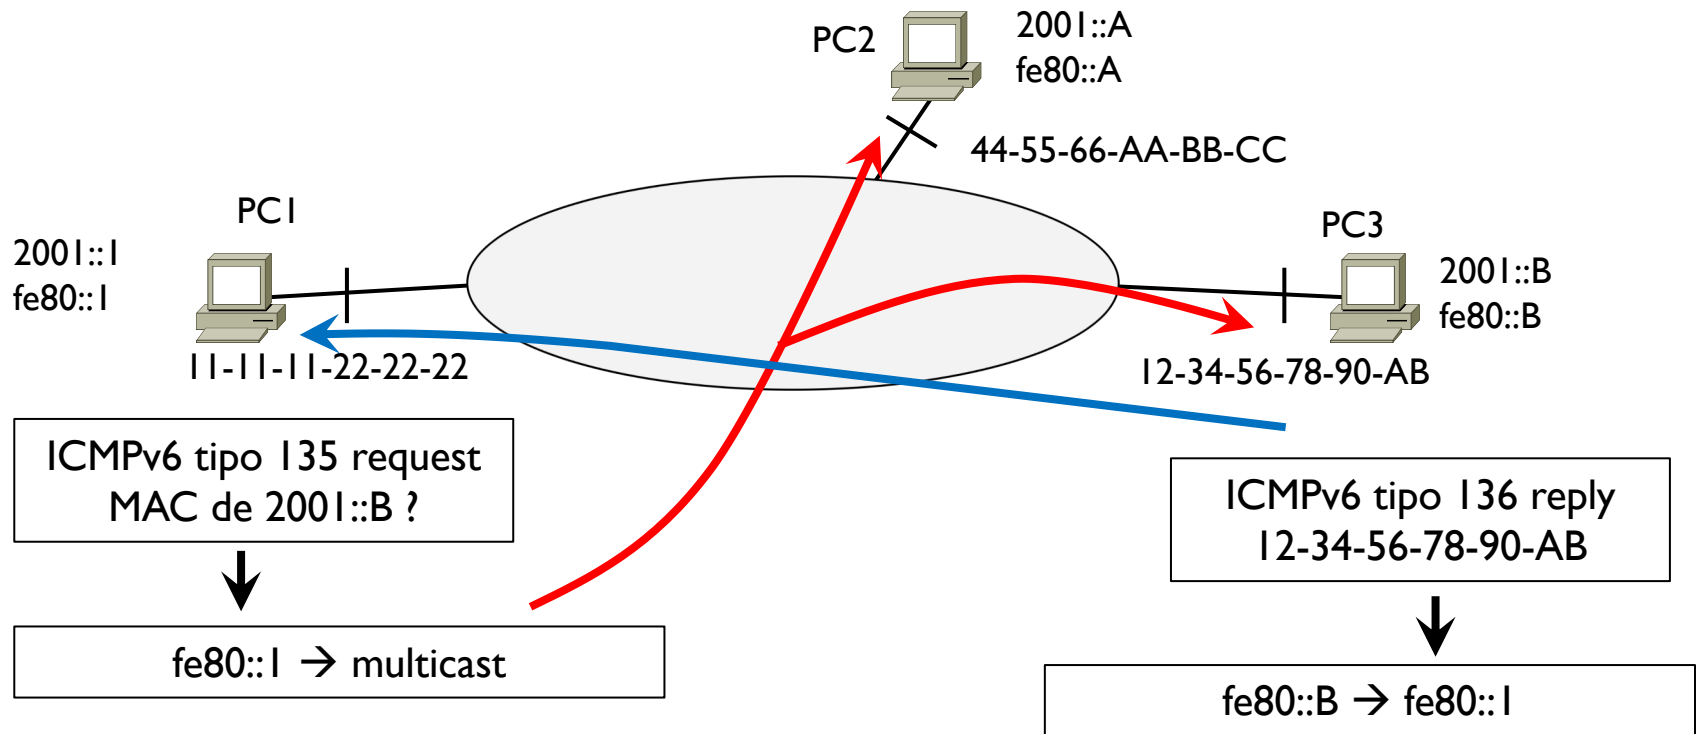 PC2
2001::A
fe80::A
44-55-66-AA-BB-CC
PC1
2001::1
fe80::1
11-11-11-22-22-22
PC3
2001::B
fe80::B
12-34-56-78-90-AB
ICMPv6 tipo 135 request
MAC de 2001::B ?
fe80::1 → multicast
ICMPv6 tipo 136 reply
12-34-56-78-90-AB
fe80::B → fe80::1